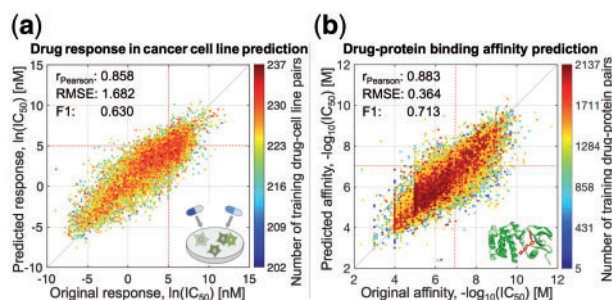 (a)
Drug response in cancer cell line prediction
rPearson: 0.858
RMSE: 1.682
F1: 0.630
Predicted response, ln(IC50) [nM]
15
10
5
0
-5
-10
-10 -5 0 5 10 15
Original response, ln(IC50) [nM]
237
230
223
216
209
202
Number of training drug-cell line pairs
(b)
Drug-protein binding affinity prediction
rPearson: 0.883
RMSE: 0.364
F1: 0.713
Predicted affinity, -log10(IC50) [M]
12
10
8
6
4
2
2 4 6 8 10 12
Original affinity, -log10(IC50) [M]
2137
1711
1284
857
431
5
Number of training drug-protein pairs